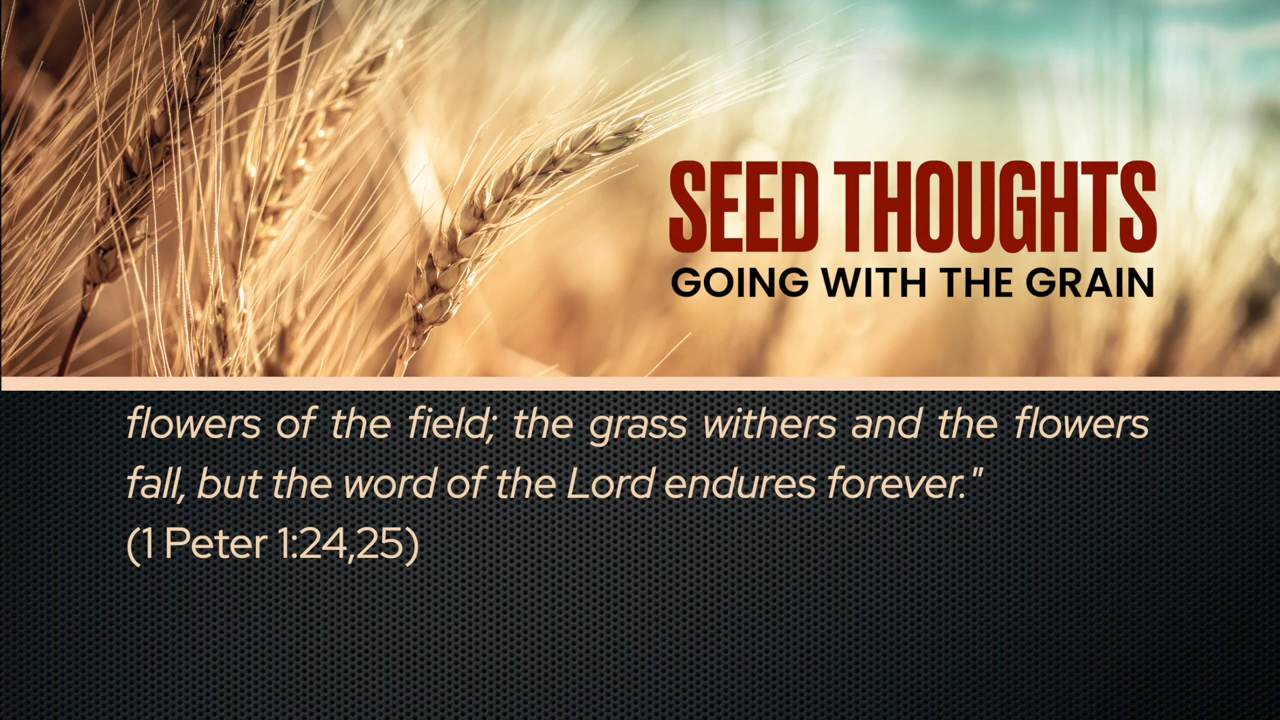 SEED THOUGHTS
GOING WITH THE GRAIN
flowers of the field; the grass withers and the flowers
fall, but the word of the Lord endures forever."
(1 Peter 1:24,25)